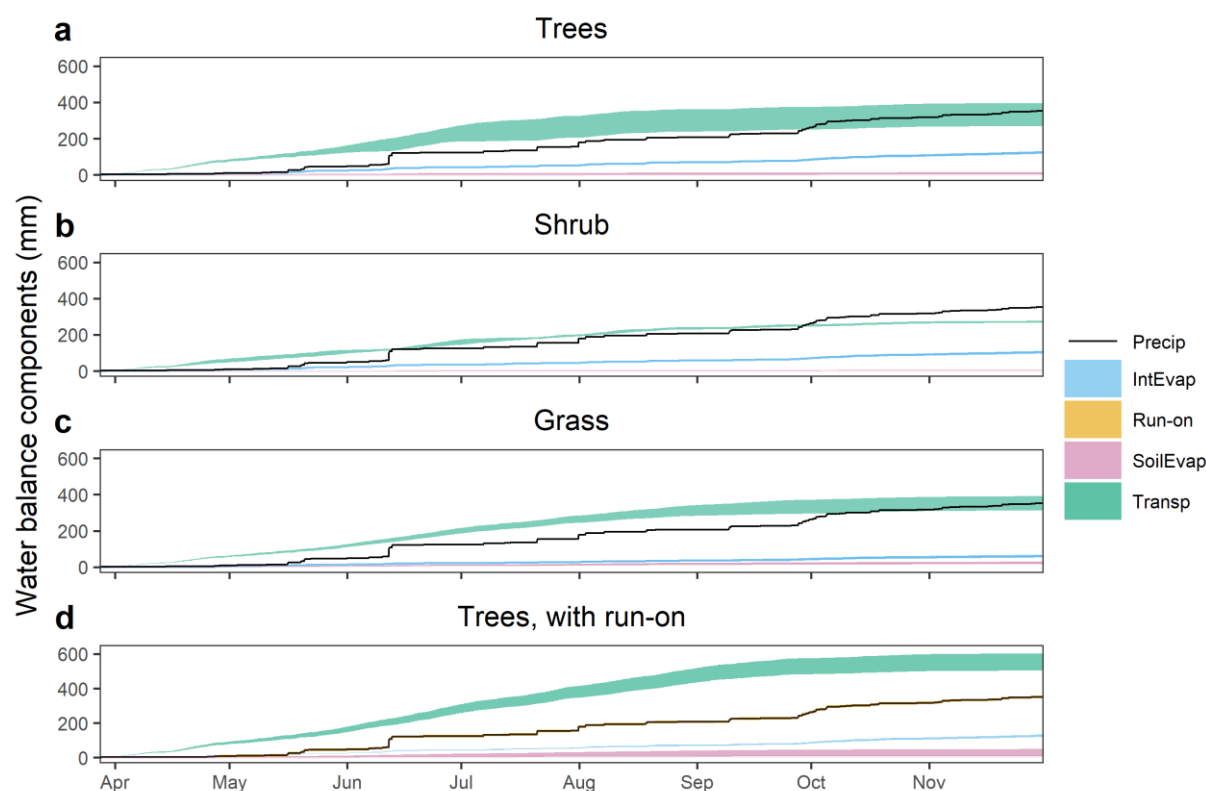 a
Trees
600
400
200
0
b
Shrub
600
400
200
0
c
Grass
600
400
200
0
d
Trees, with run-on
600
400
200
0
Apr May Jun Jul Aug Sep Oct Nov
Water balance components (mm)
Precip
IntEvap
Run-on
SoilEvap
Transp